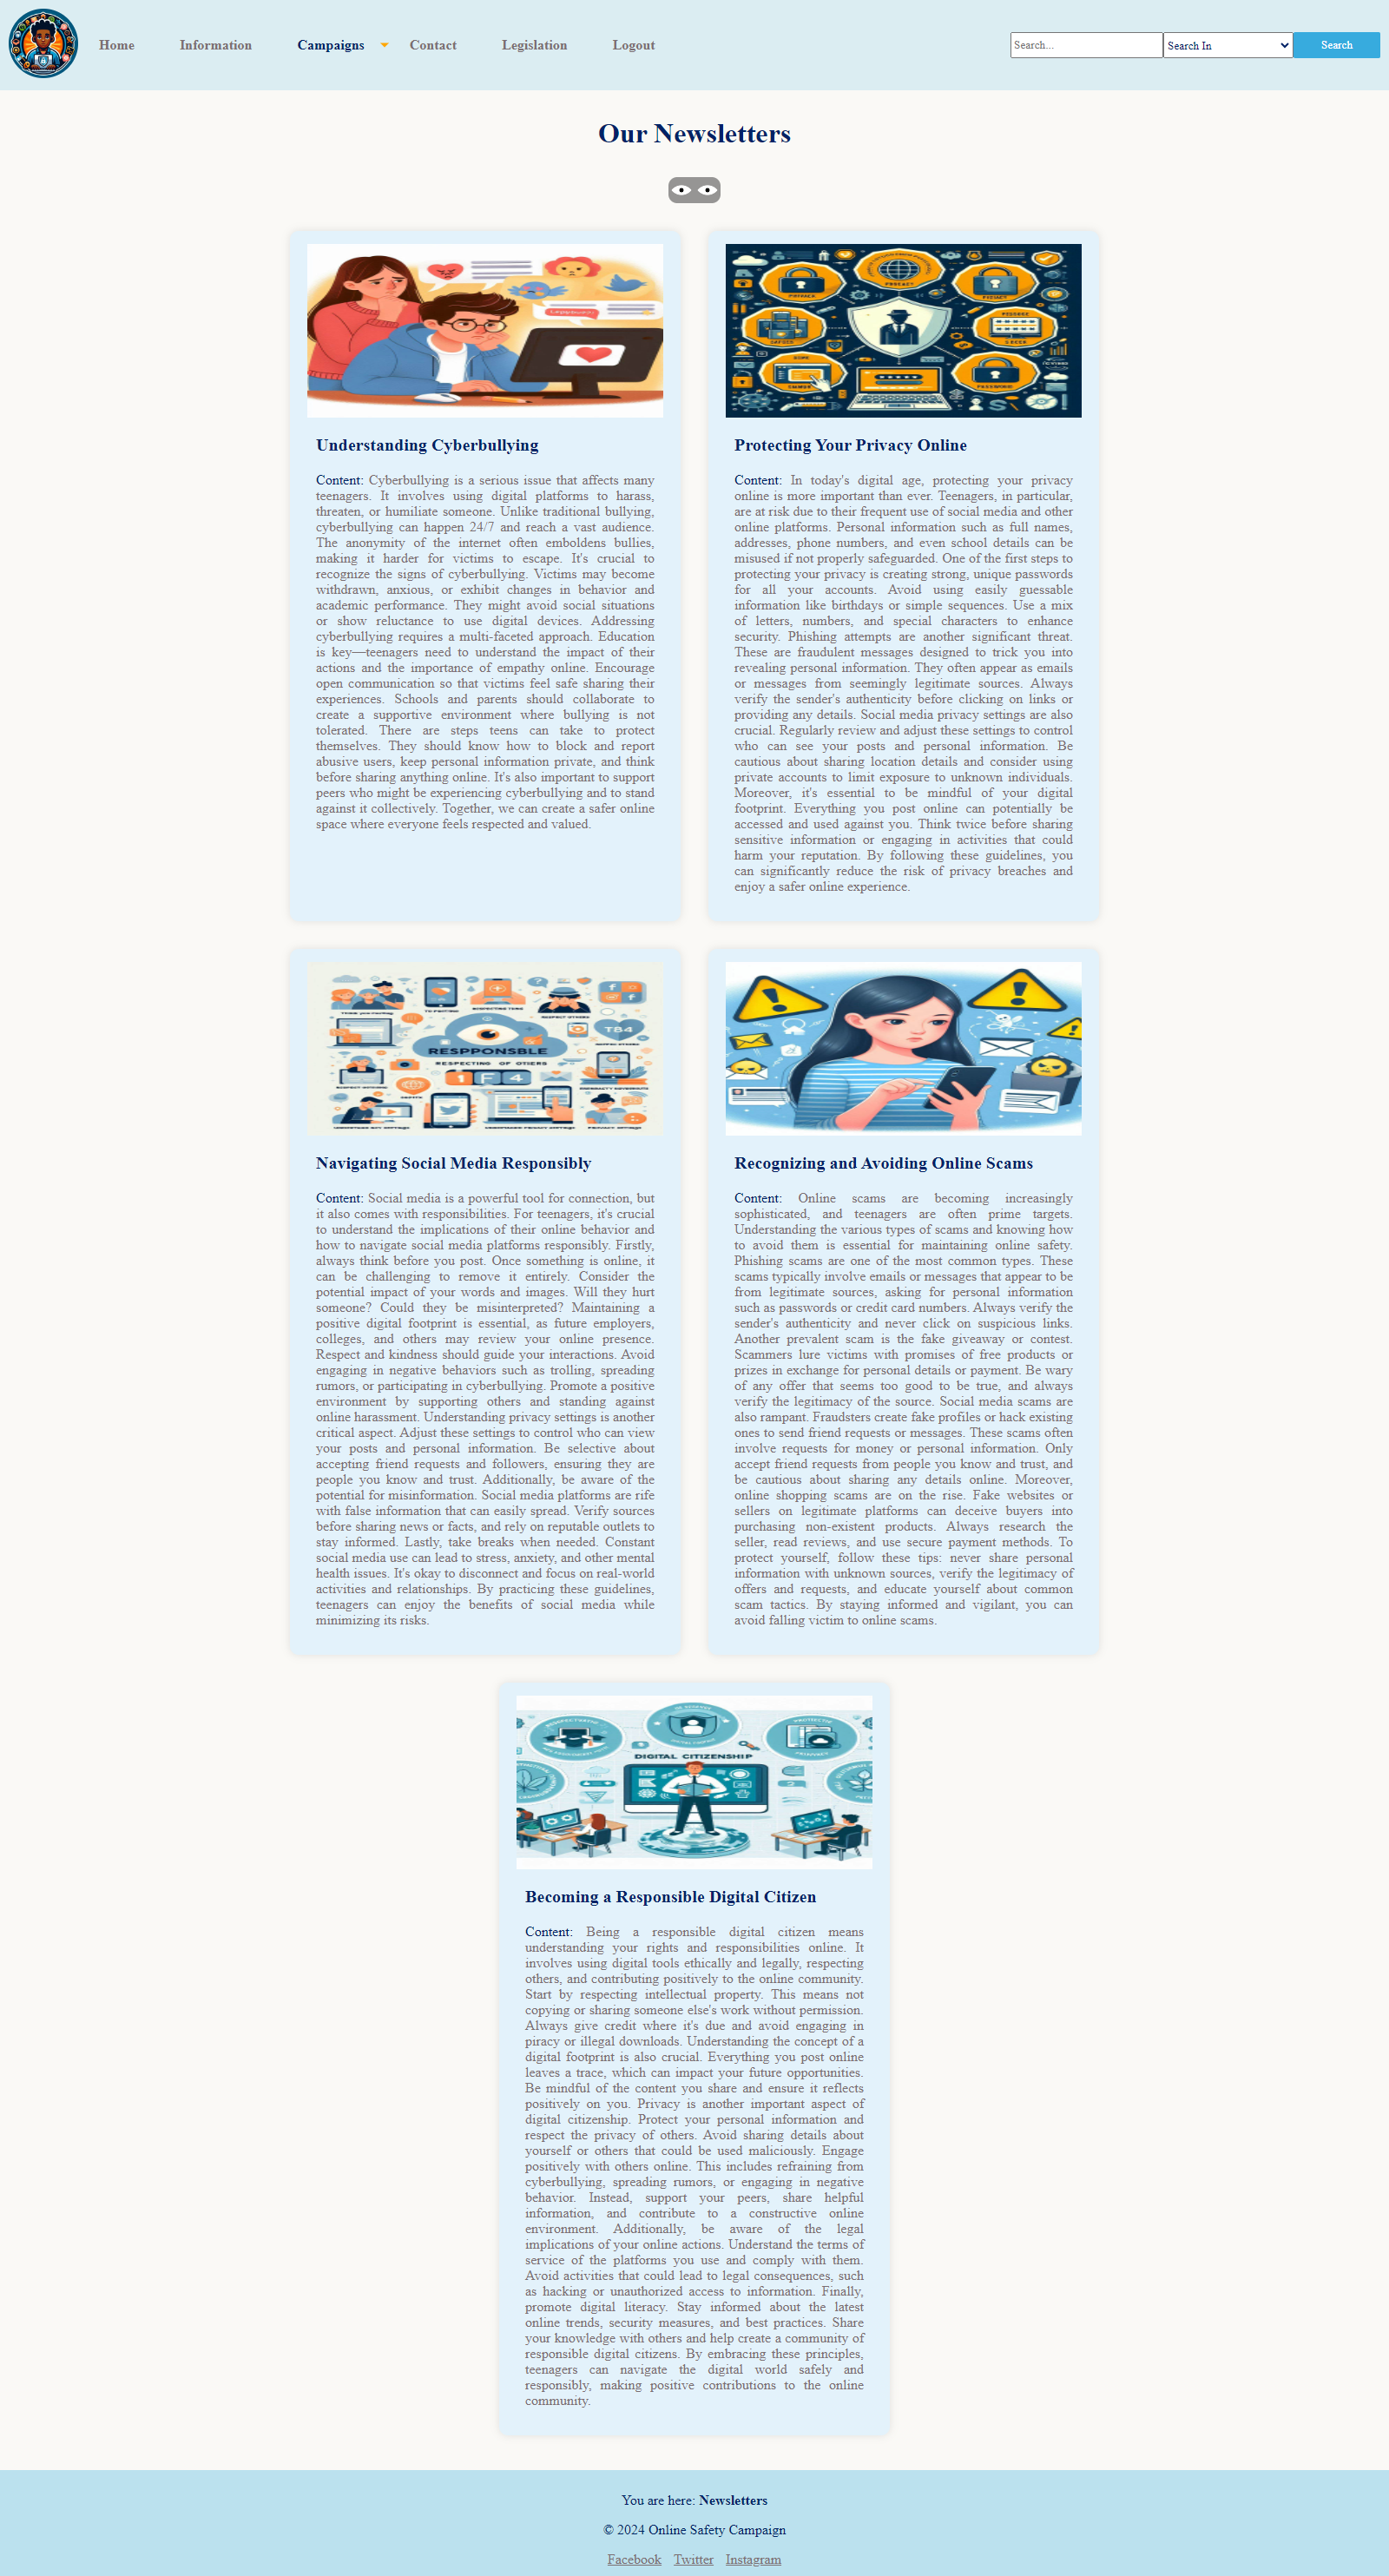 Home Information Campaigns Contact Legislation Logout Search... Search In Search
Our Newsletters
Understanding Cyberbullying
Content: Cyberbullying is a serious issue that affects many
teenagers. It involves using digital platforms to harass,
threaten, or humiliate someone. Unlike traditional bullying,
cyberbullying can happen 24/7 and reach a vast audience.
The anonymity of the internet often emboldens bullies,
making it harder for victims to escape. It's crucial to
recognize the signs of cyberbullying. Victims may become
withdrawn, anxious, or exhibit changes in behavior and
academic performance. They might avoid social situations
or show reluctance to use digital devices. Addressing
cyberbullying requires a multi-faceted approach. Education
is key—teenagers need to understand the impact of their
actions and the importance of empathy online. Encourage
open communication so that victims feel safe sharing their
experiences. Schools and parents should collaborate to
create a supportive environment where bullying is not
tolerated. There are steps teens can take to protect
themselves. They should know how to block and report
abusive users, keep personal information private, and think
before sharing anything online. It's also important to support
peers who might be experiencing cyberbullying and to stand
against it collectively. Together, we can create a safer online
space where everyone feels respected and valued.
PRIVACY
Protecting Your Privacy Online
Content: In today's digital age, protecting your privacy
online is more important than ever. Teenagers, in particular,
are at risk due to their frequent use of social media and other
online platforms. Personal information such as full names,
addresses, phone numbers, and even school details can be
misused if not properly safeguarded. One of the first steps to
protecting your privacy is creating strong, unique passwords
for all your accounts. Avoid using easily guessable
information like birthdays or simple sequences. Use a mix
of letters, numbers, and special characters to enhance
security. Phishing attempts are another significant threat.
These are fraudulent messages designed to trick you into
revealing personal information. They often appear as emails
or messages from seemingly legitimate sources. Always
verify the sender's authenticity before clicking on links or
providing any details. Social media privacy settings are also
crucial. Regularly review and adjust these settings to control
who can see your posts and personal information. Be
cautious about sharing location details and consider using
private accounts to limit exposure to unknown individuals.
Moreover, it's essential to be mindful of your digital
footprint. Everything you post online can potentially be
accessed and used against you. Think twice before sharing
sensitive information or engaging in activities that could
harm your reputation. By following these guidelines, you
can significantly reduce the risk of privacy breaches and
enjoy a safer online experience.
RESPPONSBLE
RESPECTING OF OTHERS
1 F 4
T84
Navigating Social Media Responsibly
Content: Social media is a powerful tool for connection, but
it also comes with responsibilities. For teenagers, it's crucial
to understand the implications of their online behavior and
how to navigate social media platforms responsibly. Firstly,
always think before you post. Once something is online, it
can be challenging to remove it entirely. Consider the
potential impact of your words and images. Will they hurt
someone? Could they be misinterpreted? Maintaining a
positive digital footprint is essential, as future employers,
colleges, and others may review your online presence.
Respect and kindness should guide your interactions. Avoid
engaging in negative behaviors such as trolling, spreading
rumors, or participating in cyberbullying. Promote a positive
environment by supporting others and standing against
online harassment. Understanding privacy settings is another
critical aspect. Adjust these settings to control who can view
your posts and personal information. Be selective about
accepting friend requests and followers, ensuring they are
people you know and trust. Additionally, be aware of the
potential for misinformation. Social media platforms are rife
with false information that can easily spread. Verify sources
before sharing news or facts, and rely on reputable outlets to
stay informed. Lastly, take breaks when needed. Constant
social media use can lead to stress, anxiety, and other mental
health issues. It's okay to disconnect and focus on real-world
activities and relationships. By practicing these guidelines,
teenagers can enjoy the benefits of social media while
minimizing its risks.
Recognizing and Avoiding Online Scams
Content: Online scams are becoming increasingly
sophisticated, and teenagers are often prime targets.
Understanding the various types of scams and knowing how
to avoid them is essential for maintaining online safety.
Phishing scams are one of the most common types. These
scams typically involve emails or messages that appear to be
from legitimate sources, asking for personal information
such as passwords or credit card numbers. Always verify the
sender's authenticity and never click on suspicious links.
Another prevalent scam is the fake giveaway or contest.
Scammers lure victims with promises of free products or
prizes in exchange for personal details or payment. Be wary
of any offer that seems too good to be true, and always
verify the legitimacy of the source. Social media scams are
also rampant. Fraudsters create fake profiles or hack existing
ones to send friend requests or messages. These scams often
involve requests for money or personal information. Only
accept friend requests from people you know and trust, and
be cautious about sharing any details online. Moreover,
online shopping scams are on the rise. Fake websites or
sellers on legitimate platforms can deceive buyers into
purchasing non-existent products. Always research the
seller, read reviews, and use secure payment methods. To
protect yourself, follow these tips: never share personal
information with unknown sources, verify the legitimacy of
offers and requests, and educate yourself about common
scam tactics. By staying informed and vigilant, you can
avoid falling victim to online scams.
DIGITAL CITIZENSHIP
Becoming a Responsible Digital Citizen
Content: Being a responsible digital citizen means
understanding your rights and responsibilities online. It
involves using digital tools ethically and legally, respecting
others, and contributing positively to the online community.
Start by respecting intellectual property. This means not
copying or sharing someone else's work without permission.
Always give credit where it's due and avoid engaging in
piracy or illegal downloads. Understanding the concept of a
digital footprint is also crucial. Everything you post online
leaves a trace, which can impact your future opportunities.
Be mindful of the content you share and ensure it reflects
positively on you. Privacy is another important aspect of
digital citizenship. Protect your personal information and
respect the privacy of others. Avoid sharing details about
yourself or others that could be used maliciously. Engage
positively with others online. This includes refraining from
cyberbullying, spreading rumors, or engaging in negative
behavior. Instead, support your peers, share helpful
information, and contribute to a constructive online
environment. Additionally, be aware of the legal
implications of your online actions. Understand the terms of
service of the platforms you use and comply with them.
Avoid activities that could lead to legal consequences, such
as hacking or unauthorized access to information. Finally,
promote digital literacy. Stay informed about the latest
online trends, security measures, and best practices. Share
your knowledge with others and help create a community of
responsible digital citizens. By embracing these principles,
teenagers can navigate the digital world safely and
responsibly, making positive contributions to the online
community.
You are here: Newsletters
© 2024 Online Safety Campaign
Facebook Twitter Instagram